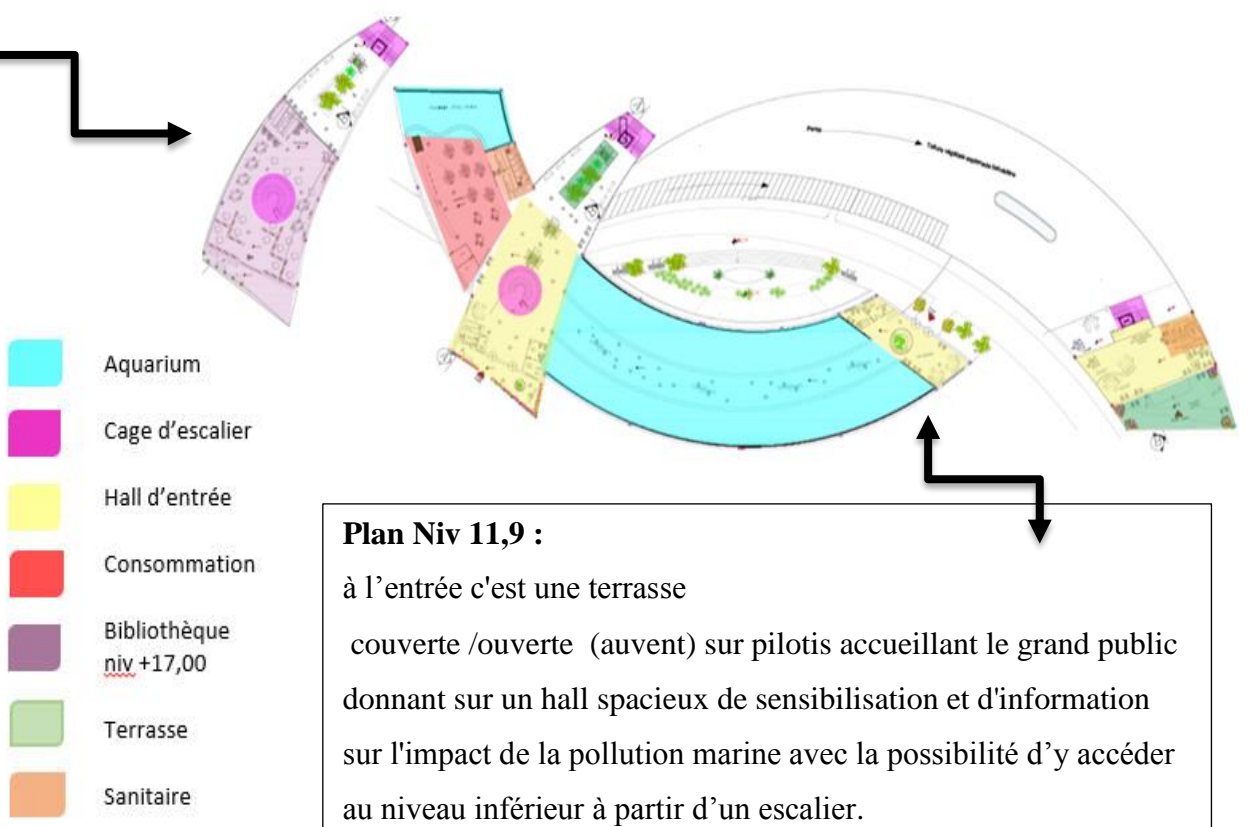 Aquarium
Cage d'escalier
Hall d'entrée
Consommation
Bibliothèque
niv +17,00
Terrasse
Sanitaire
Plan Niv 11,9 :
à l’entrée c'est une terrasse
couverte /ouverte (auvent) sur pilotis accueillant le grand public
donnant sur un hall spacieux de sensibilisation et d'information
sur l'impact de la pollution marine avec la possibilité d’y accéder
au niveau inférieur à partir d’un escalier.